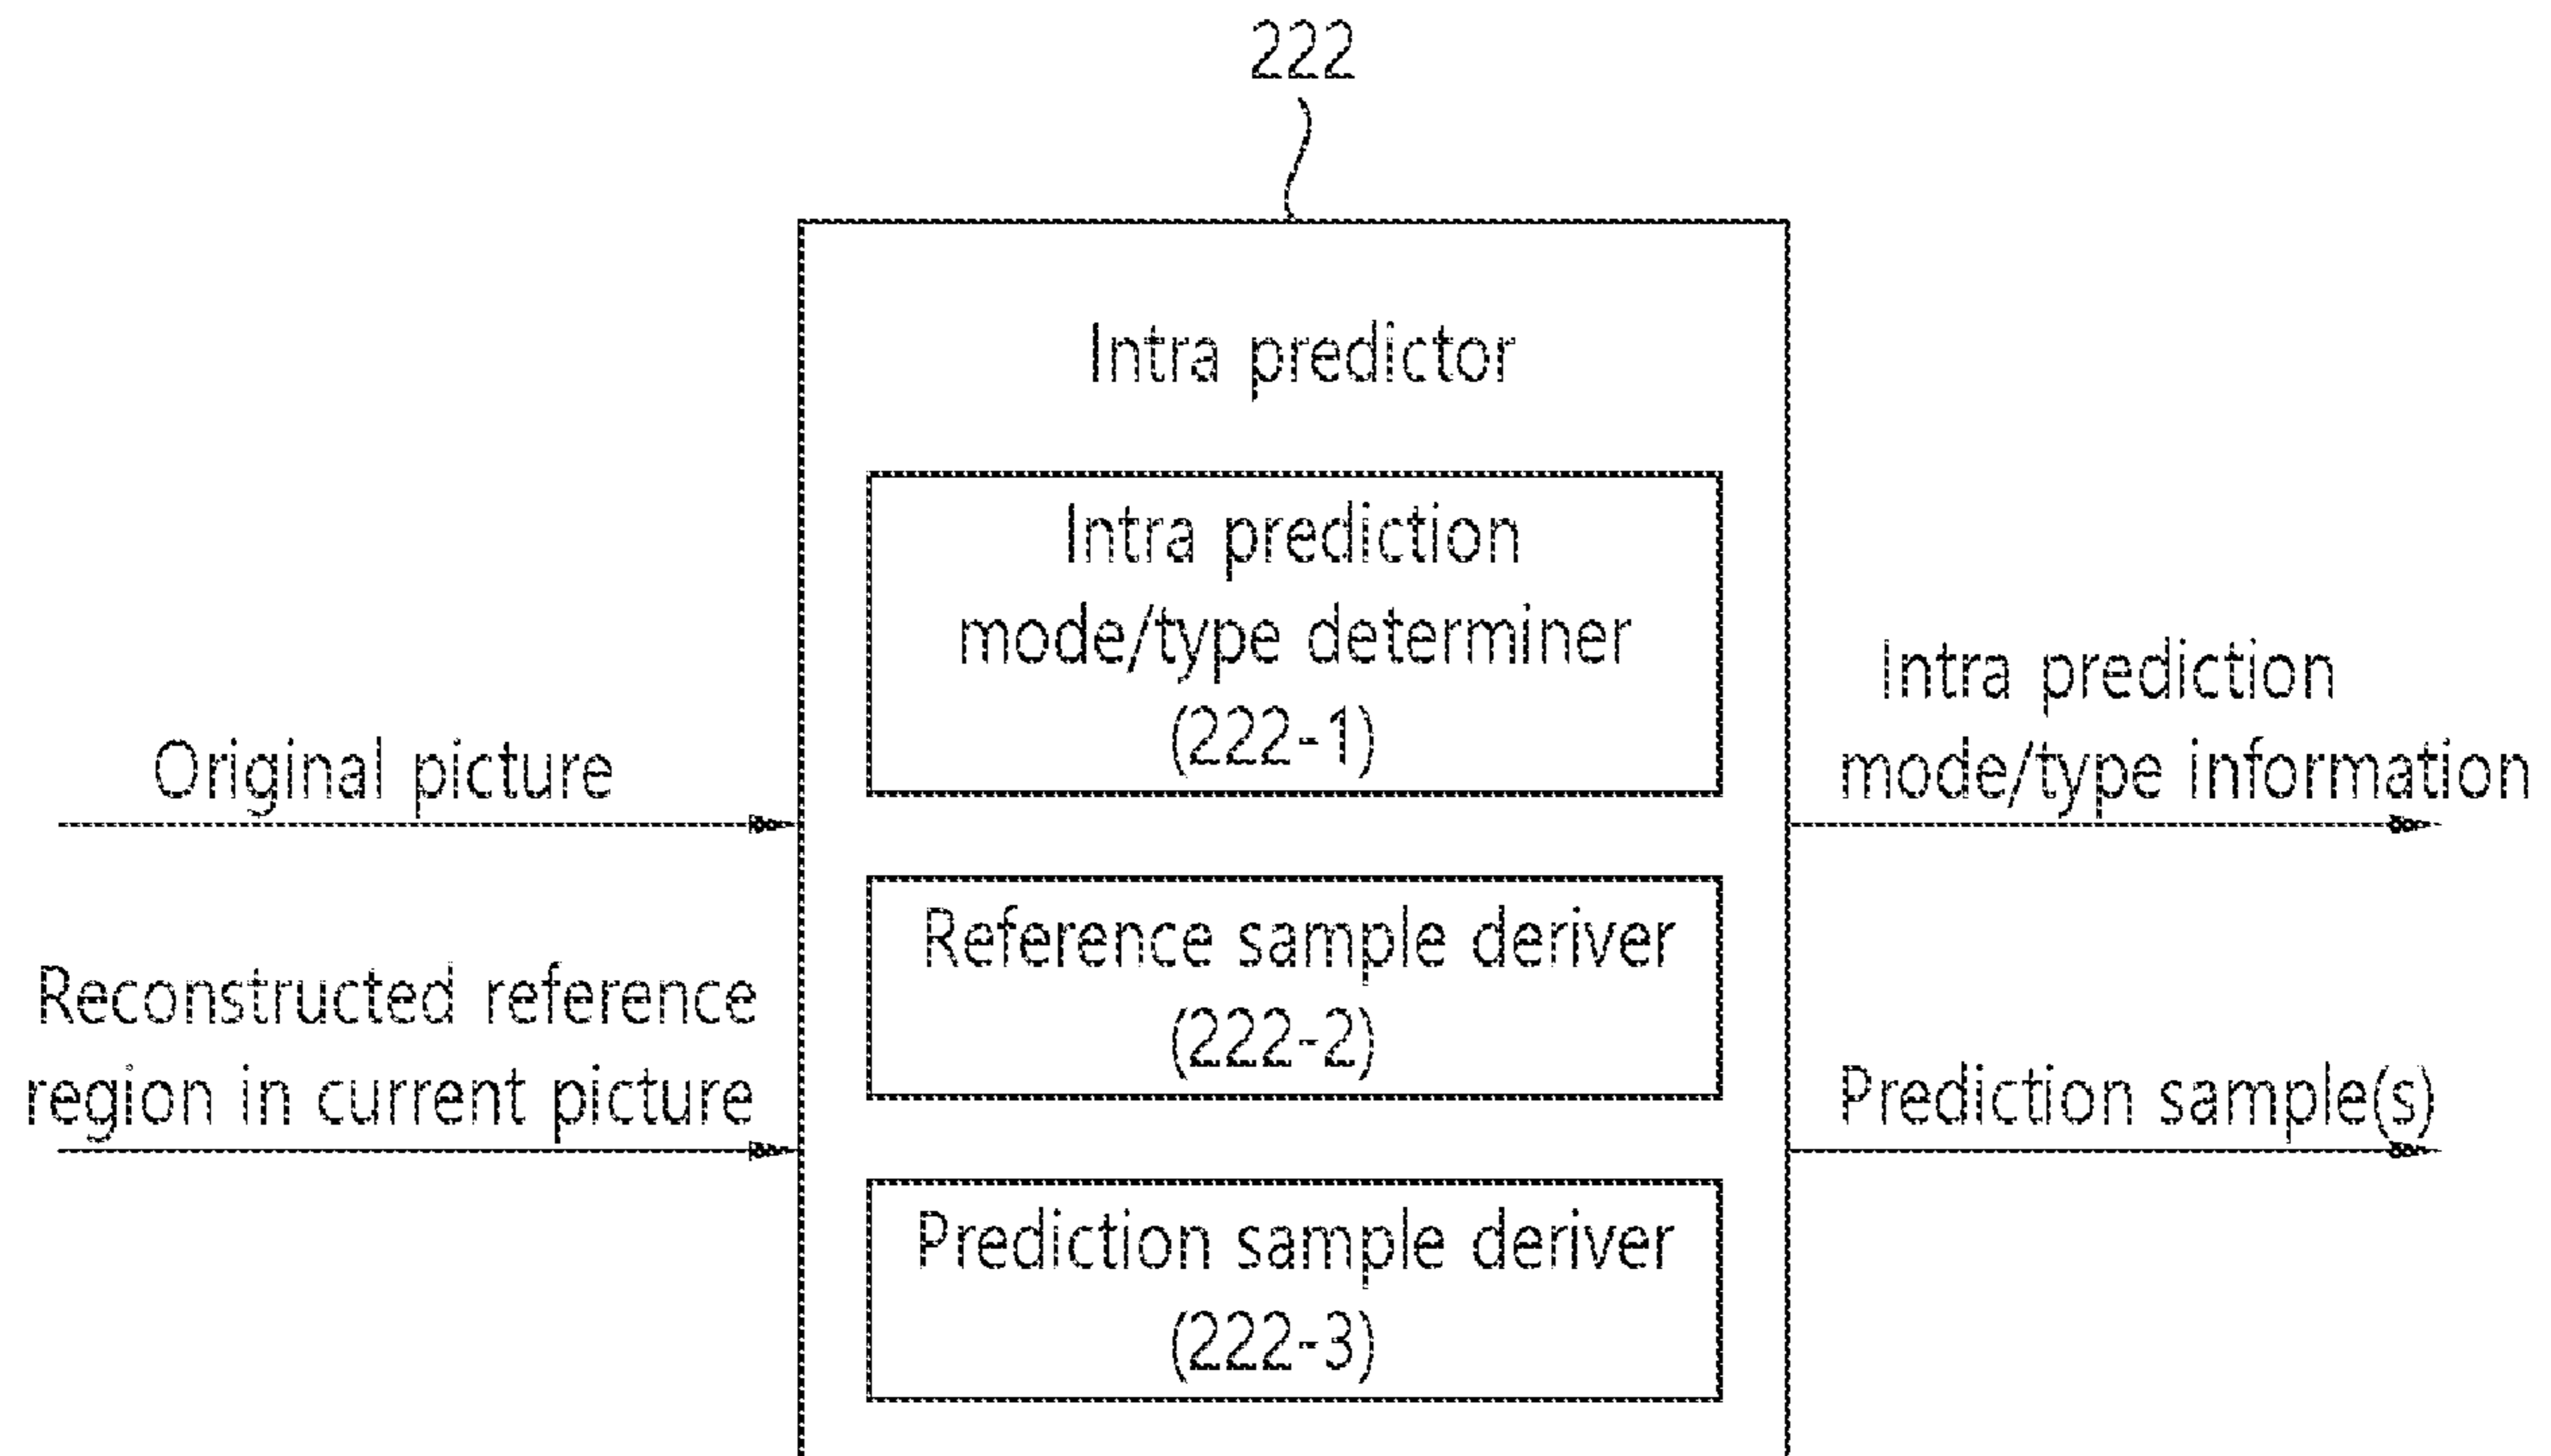 222
Intra predictor
Intra prediction
mode/type determiner
(222-1)
Original picture
Intra prediction
mode/type information
Reference sample deriver
(222-2)
Reconstructed reference
region in current picture
Prediction sample(s)
Prediction sample deriver
(222-3)